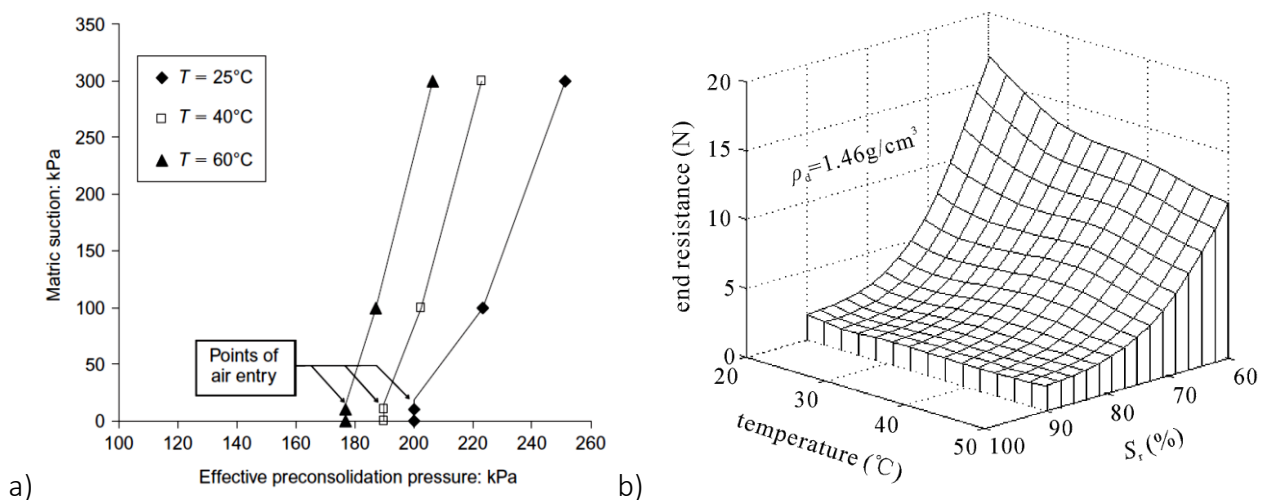 350
300
250
200
150
100
50
0
Matric suction: kPa
T = 25°C
T = 40°C
T = 60°C
Points of
air entry
100 120 140 160 180 200 220 240 260
Effective preconsolidation pressure: kPa
a)
20
15
10
5
0
end resistance (N)
ρd=1.46g/cm³
20
30
40
50
temperature (℃)
100
90
80
70
60
Sr(%)
b)